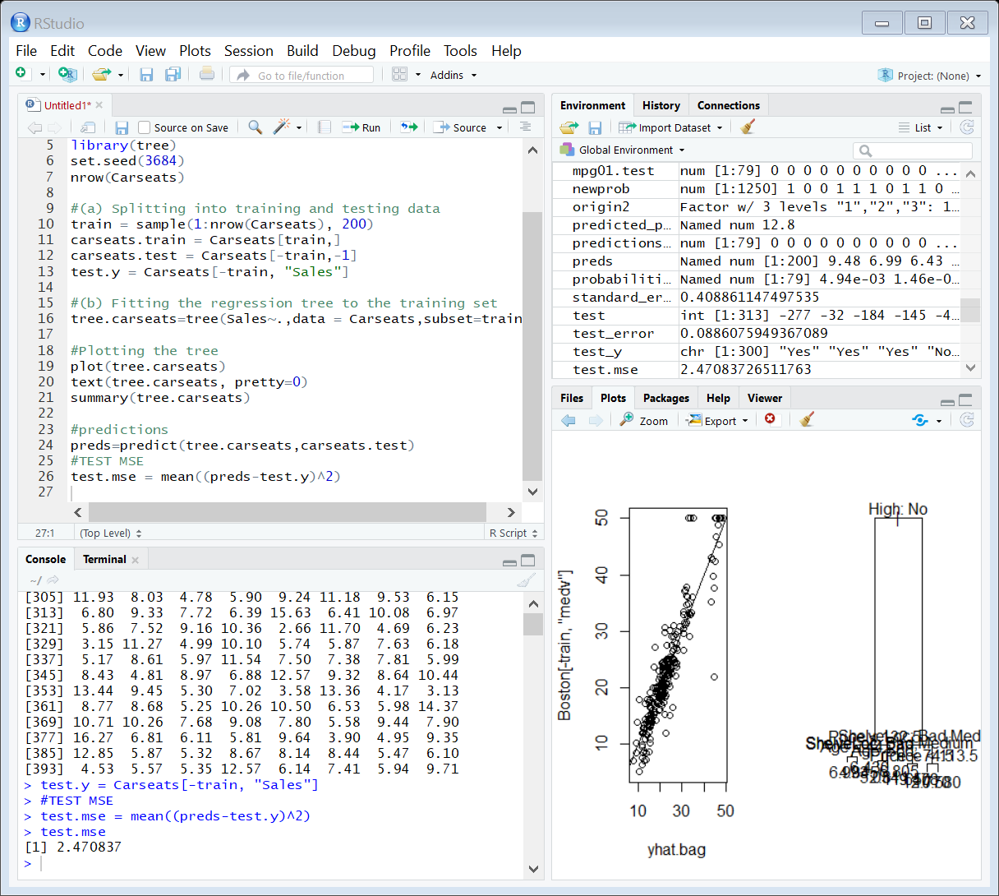 RStudio
File Edit Code View Plots Session Build Debug Profile Tools Help
Go to file/function Addins Project: (None)
Untitled1*
Source on Save Run Source
5 library(tree)
6 set.seed(3684)
7 nrow(Carseats)
8
9 #(a) Splitting into training and testing data
10 train = sample(1:nrow(Carseats), 200)
11 carseats.train = Carseats[train,]
12 carseats.test = Carseats[-train,-1]
13 test.y = Carseats[-train, "Sales"]
14
15 #(b) Fitting the regression tree to the training set
16 tree.carseats=tree(Sales~.,data = Carseats,subset=train
17
18 #Plotting the tree
19 plot(tree.carseats)
20 text(tree.carseats, pretty=0)
21 summary(tree.carseats)
22
23 #predictions
24 preds=predict(tree.carseats,carseats.test)
25 #TEST MSE
26 test.mse = mean((preds-test.y)^2)
27
27:1 (Top Level) R Script
Console Terminal
~/
[305] 11.93 8.03 4.78 5.90 9.24 11.18 9.53 6.15
[313] 6.80 9.33 7.72 6.39 15.63 6.41 10.08 6.97
[321] 5.86 7.52 9.16 10.36 2.66 11.70 4.69 6.23
[329] 3.15 11.27 4.99 10.10 5.74 5.87 7.63 6.18
[337] 5.17 8.61 5.97 11.54 7.50 7.38 7.81 5.99
[345] 8.43 4.81 8.97 6.88 12.57 9.32 8.64 10.44
[353] 13.44 9.45 5.30 7.02 3.58 13.36 4.17 3.13
[361] 8.77 8.68 5.25 10.26 10.50 6.53 5.98 14.37
[369] 10.71 10.26 7.68 9.08 7.80 5.58 9.44 7.90
[377] 16.27 6.81 6.11 5.81 9.64 3.90 4.95 9.35
[385] 12.85 5.87 5.32 8.67 8.14 8.44 5.47 6.10
[393] 4.53 5.57 5.35 12.57 6.14 7.41 5.94 9.71
> test.y = Carseats[-train, "Sales"]
> #TEST MSE
> test.mse = mean((preds-test.y)^2)
> test.mse
[1] 2.470837
>
Environment History Connections
Import Dataset List
Global Environment
mpg01.test num [1:79] 0 0 0 0 0 0 0 0 0 0 ...
newprob num [1:1250] 1 0 0 1 1 1 0 1 1 0 ...
origin2 Factor w/ 3 levels "1","2","3": 1...
predicted_p... Named num 12.8
predictions... num [1:79] 0 0 0 0 0 0 0 0 0 0 ...
preds Named num [1:200] 9.48 6.99 6.43 ...
probabiliti... Named num [1:79] 4.94e-03 1.46e-0...
standard_er... 0.408861147497535
test int [1:313] -277 -32 -184 -145 -4...
test_error 0.0886075949367089
test_y chr [1:300] "Yes" "Yes" "Yes" "No...
test.mse 2.47083726511763
Files Plots Packages Help Viewer
Zoom Export
50
40
30
20
10
Boston[-train, "medv"]
10 30 50
yhat.bag
High: No